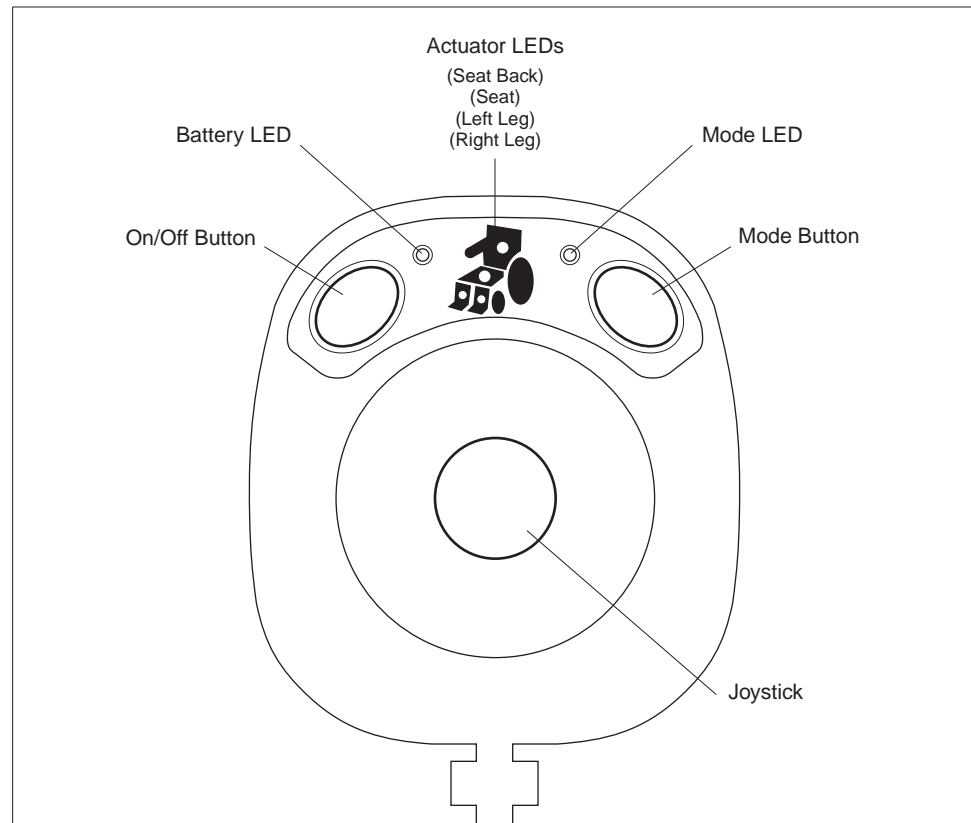 Actuator LEDs
(Seat Back)
(Seat)
(Left Leg)
(Right Leg)
Battery LED
Mode LED
On/Off Button
Mode Button
Joystick